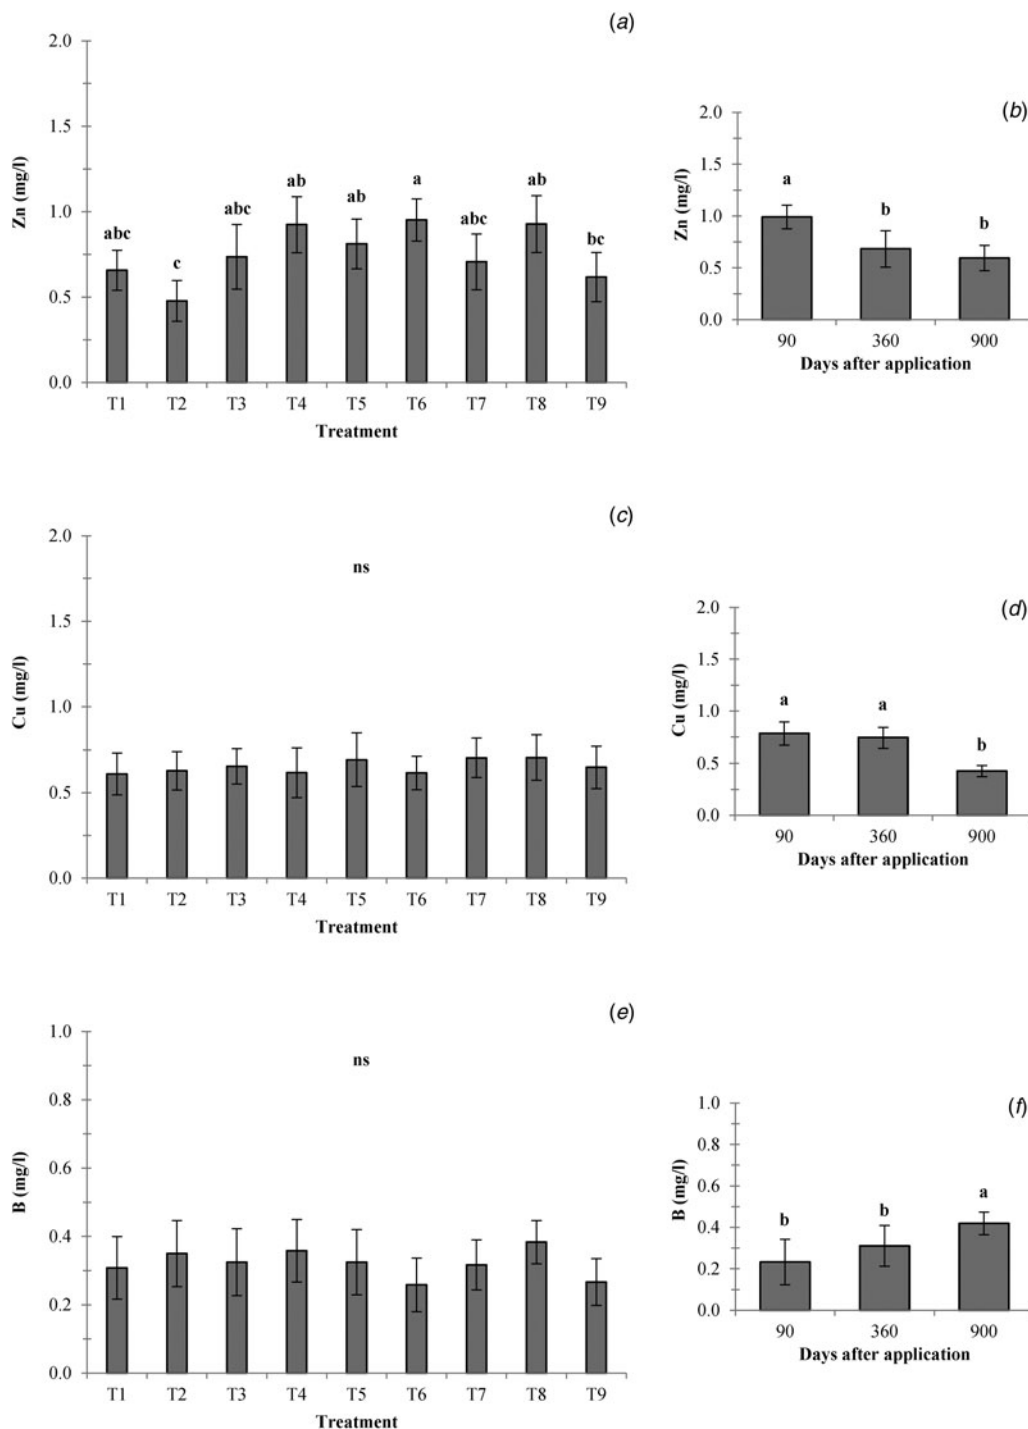 (a)
2.0
1.5
1.0
0.5
0.0
Zn (mg/l)
abc
c
abc
ab
ab
a
abc
ab
bc
T1 T2 T3 T4 T5 T6 T7 T8 T9
Treatment
(b)
2.0
1.5
1.0
0.5
0.0
Zn (mg/l)
a
b
b
90 360 900
Days after application
(c)
2.0
1.5
1.0
0.5
0.0
Cu (mg/l)
ns
T1 T2 T3 T4 T5 T6 T7 T8 T9
Treatment
(d)
2.0
1.5
1.0
0.5
0.0
Cu (mg/l)
a
a
b
90 360 900
Days after application
(e)
1.0
0.8
0.6
0.4
0.2
0.0
B (mg/l)
ns
T1 T2 T3 T4 T5 T6 T7 T8 T9
Treatment
(f)
1.0
0.8
0.6
0.4
0.2
0.0
B (mg/l)
b
b
a
90 360 900
Days after application